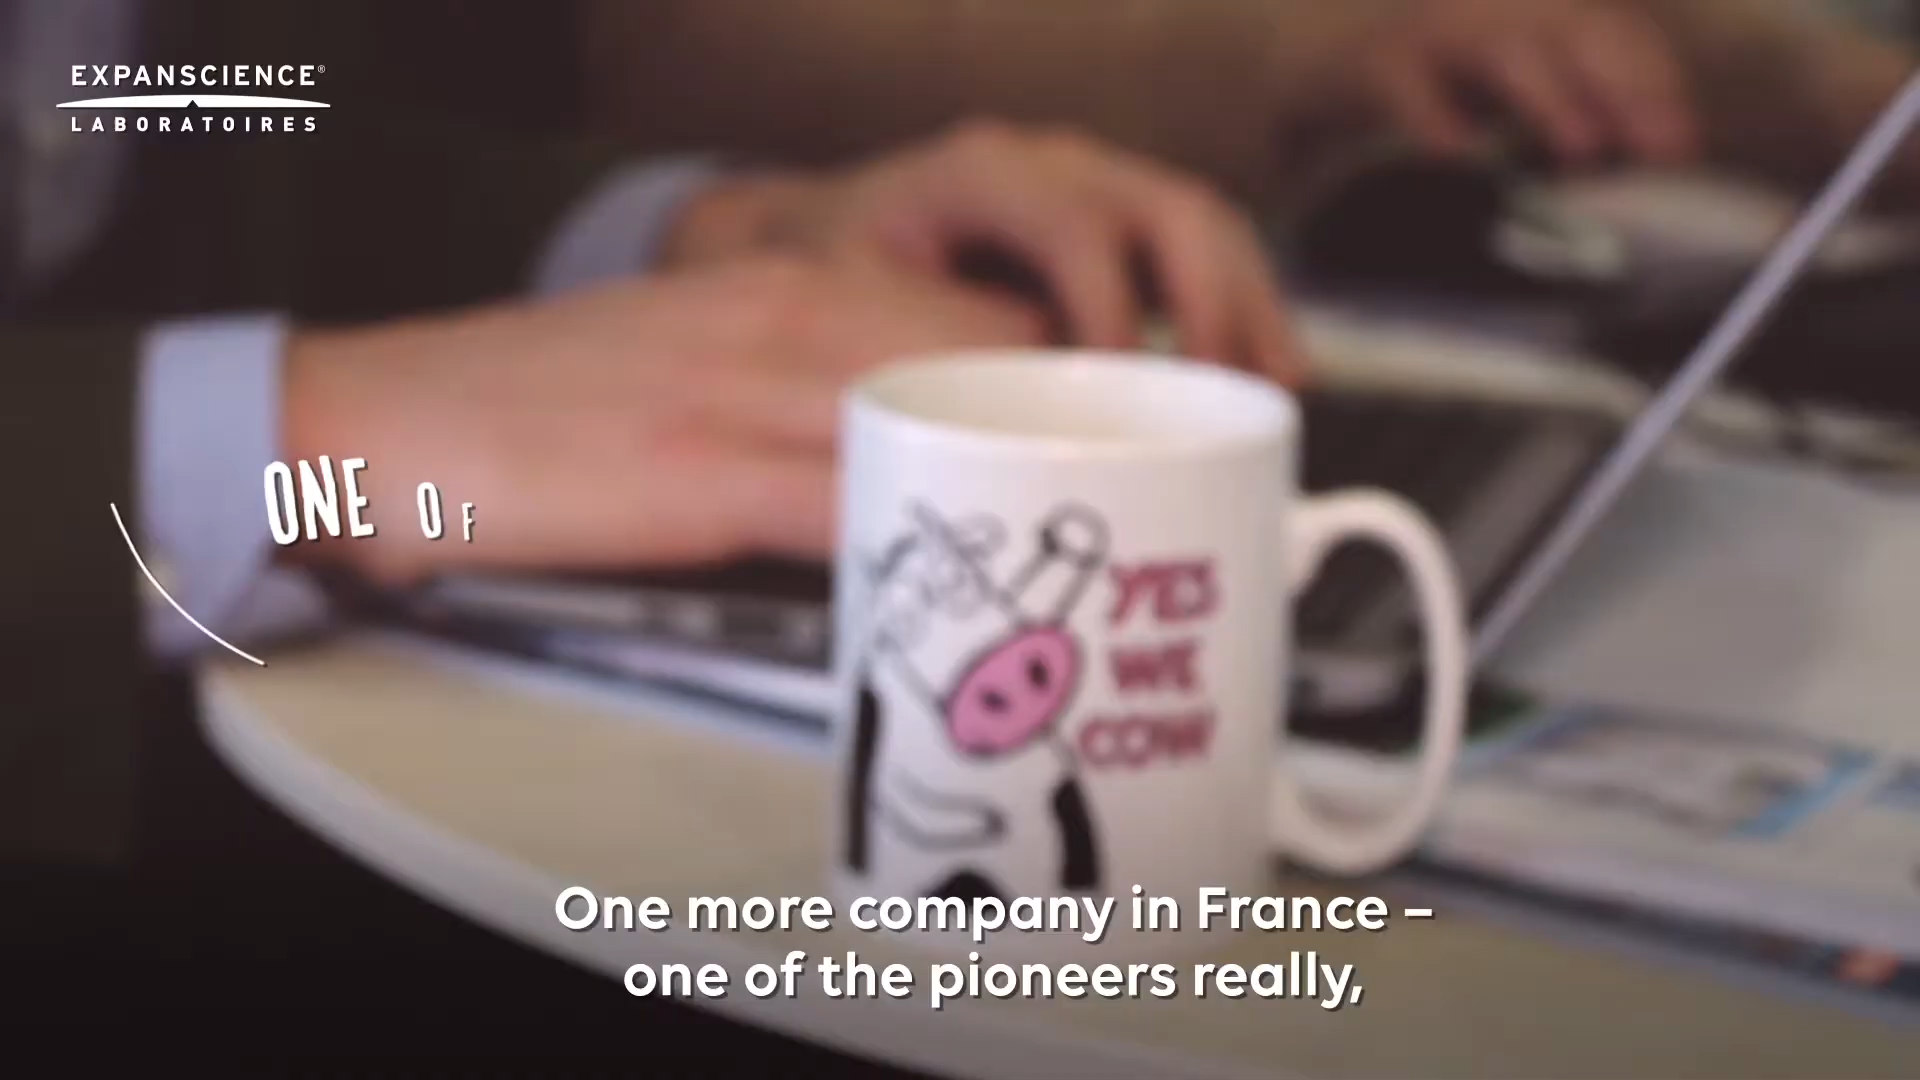 EXPANSCIENCE®
LABORATOIRES
ONE OF
YES
WE
COW
One more company in France –
one of the pioneers really,